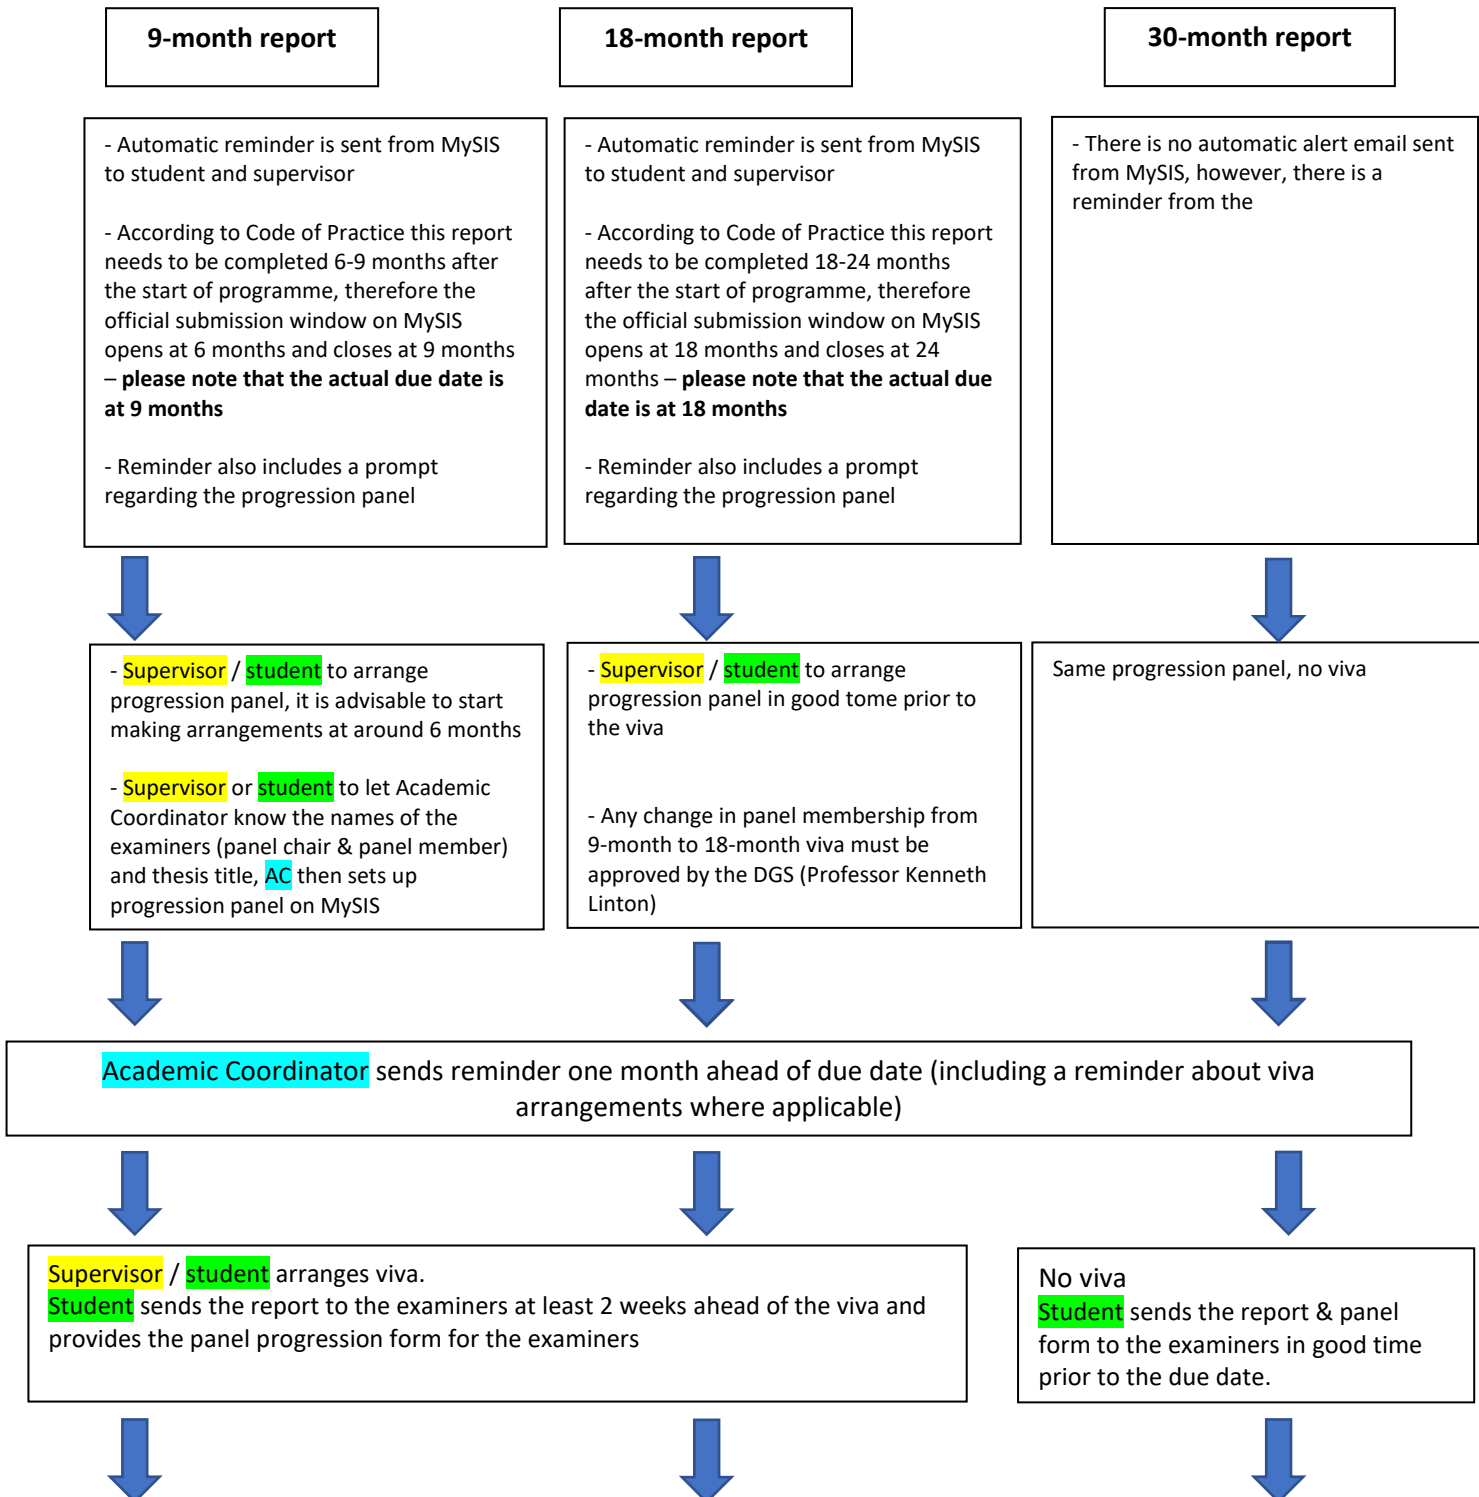 9-month report
18-month report
30-month report
- Automatic reminder is sent from MySIS
to student and supervisor
- According to Code of Practice this report
needs to be completed 6-9 months after
the start of programme, therefore the
official submission window on MySIS
opens at 6 months and closes at 9 months
– please note that the actual due date is
at 9 months
- Reminder also includes a prompt
regarding the progression panel
- Automatic reminder is sent from MySIS
to student and supervisor
- According to Code of Practice this report
needs to be completed 18-24 months
after the start of programme, therefore
the official submission window on MySIS
opens at 18 months and closes at 24
months – please note that the actual due
date is at 18 months
- Reminder also includes a prompt
regarding the progression panel
- There is no automatic alert email sent
from MySIS, however, there is a
reminder from the
- Supervisor / student to arrange
progression panel, it is advisable to start
making arrangements at around 6 months
- Supervisor or student to let Academic
Coordinator know the names of the
examiners (panel chair & panel member)
and thesis title, AC then sets up
progression panel on MySIS
- Supervisor / student to arrange
progression panel in good tome prior to
the viva
- Any change in panel membership from
9-month to 18-month viva must be
approved by the DGS (Professor Kenneth
Linton)
Same progression panel, no viva
Academic Coordinator sends reminder one month ahead of due date (including a reminder about viva
arrangements where applicable)
Supervisor / student arranges viva.
Student sends the report to the examiners at least 2 weeks ahead of the viva and
provides the panel progression form for the examiners
No viva
Student sends the report & panel
form to the examiners in good time
prior to the due date.